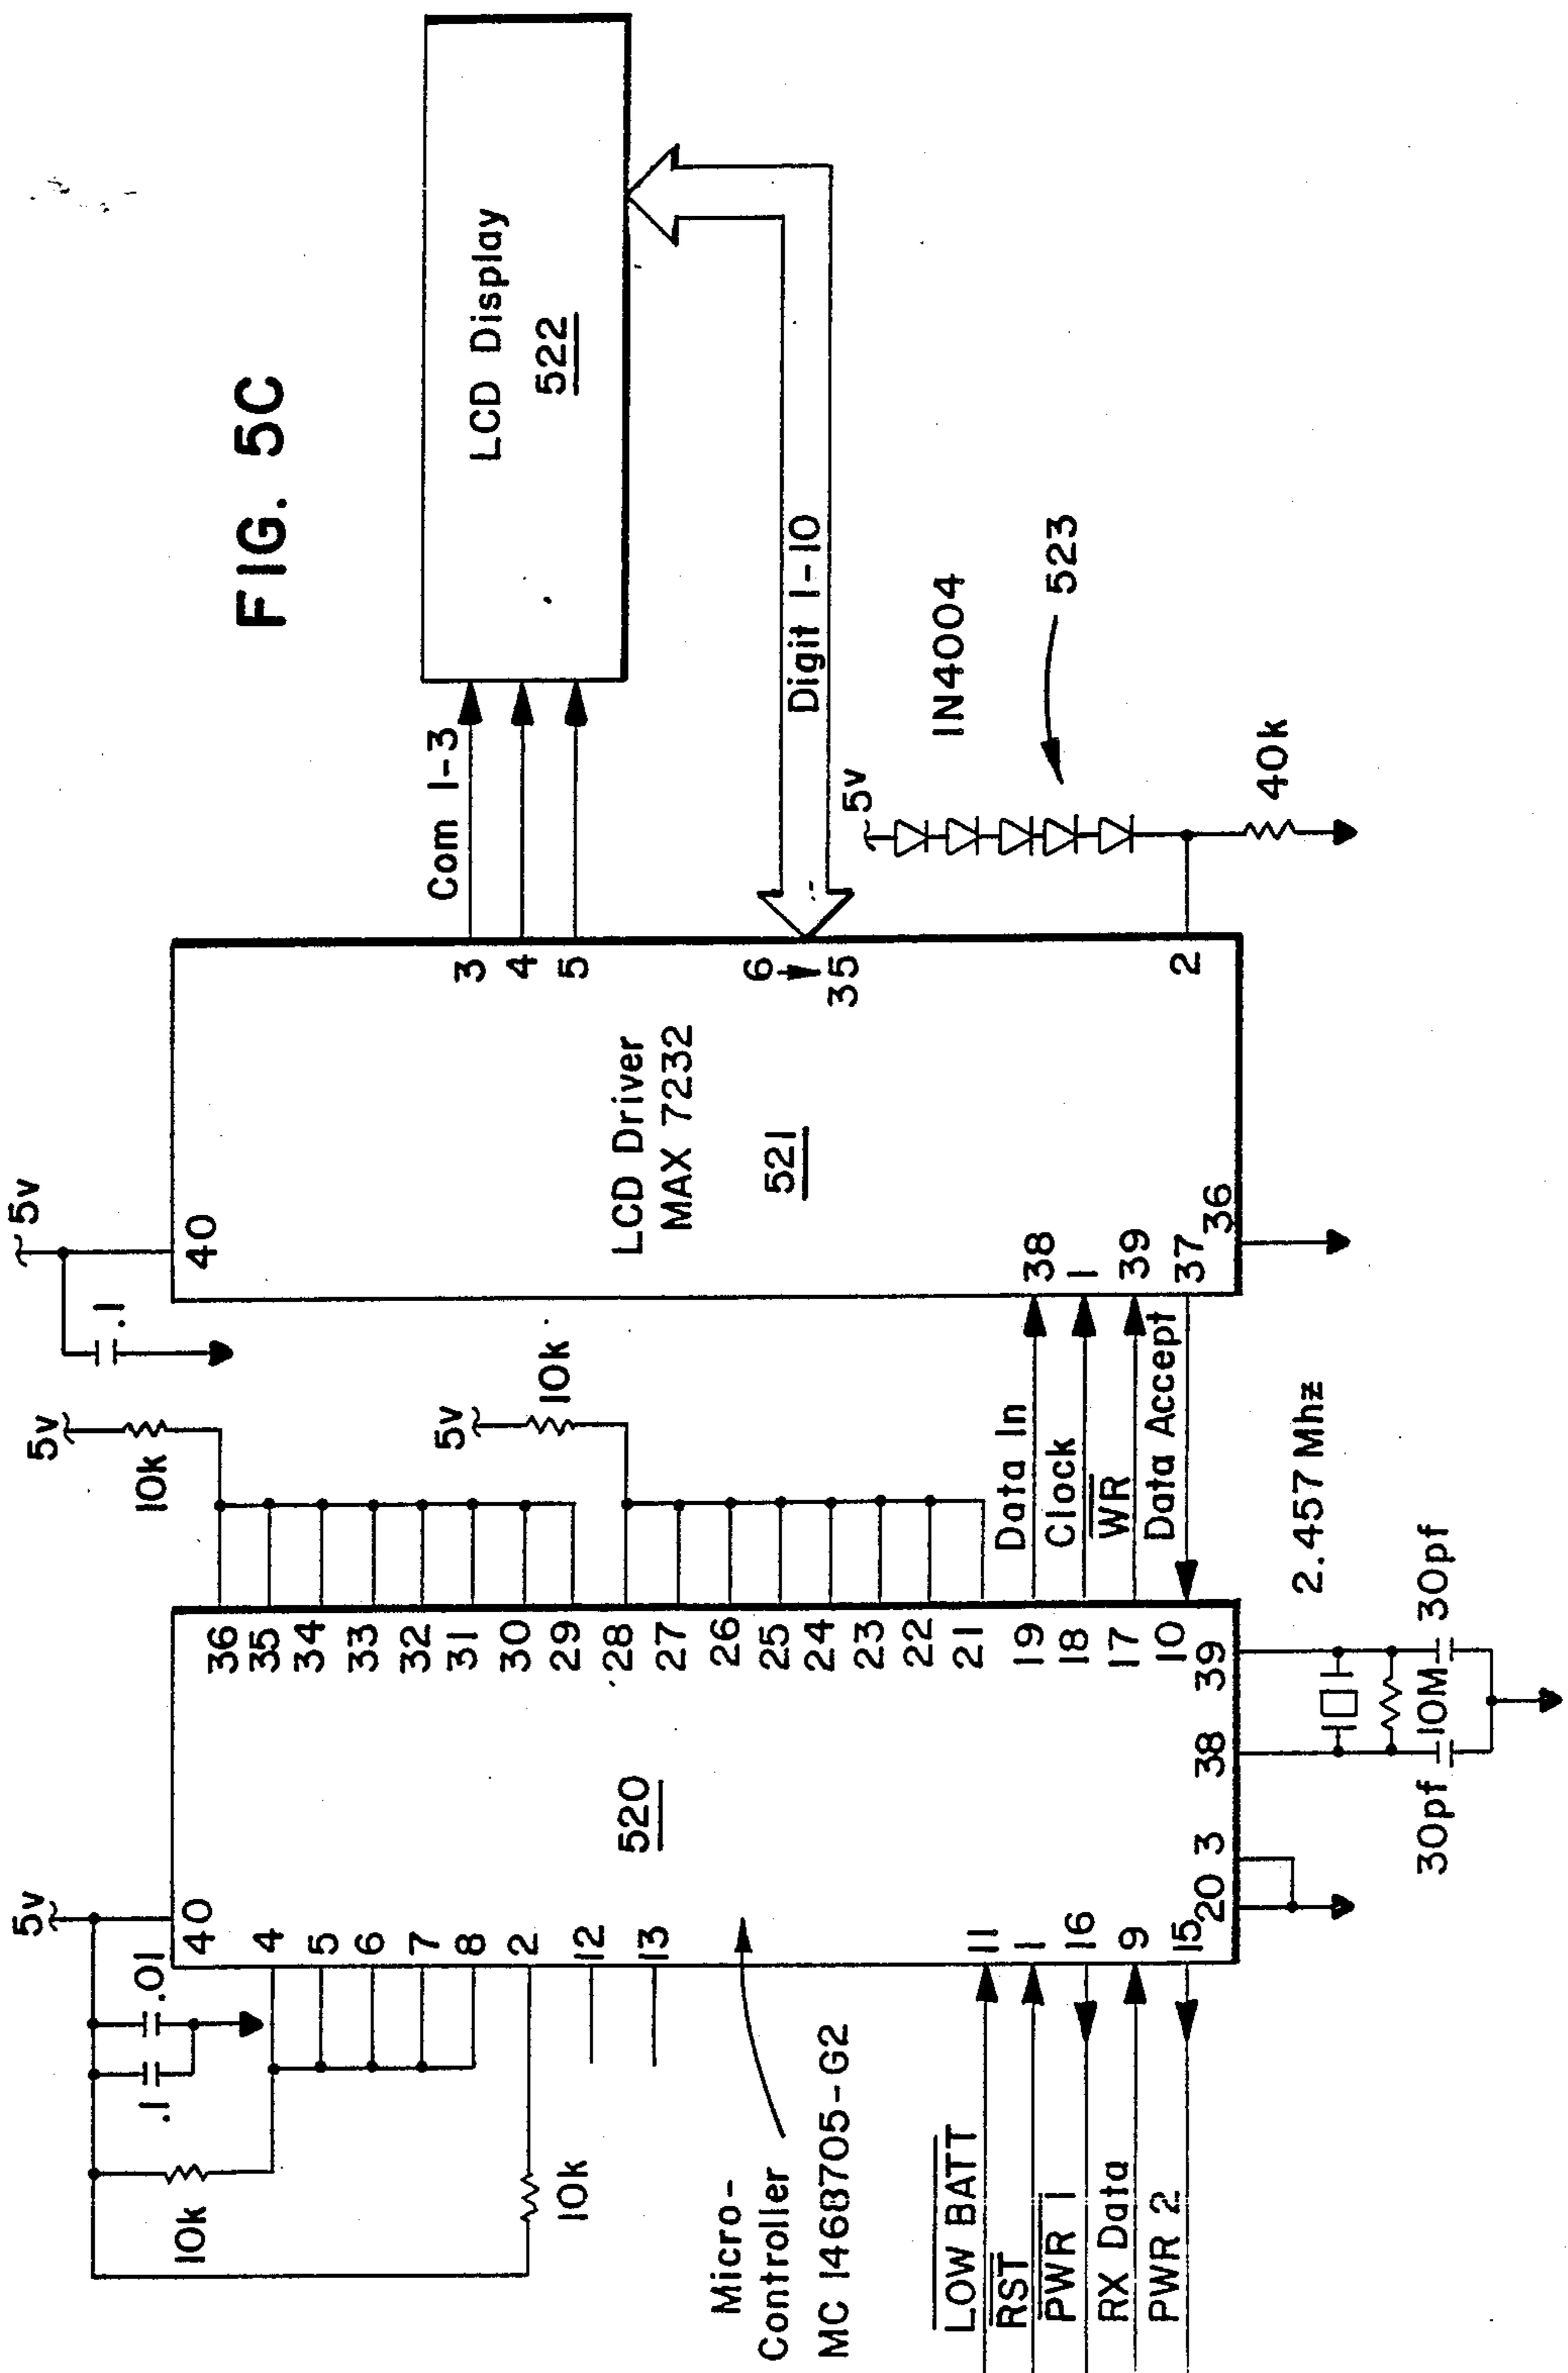 FIG. 5C
5v
.1
.01
10k
10k
40
4
5
6
7
8
2
12
13
11
1
16
9
15
20
3
38
39
36
35
34
33
32
31
30
29
28
27
26
25
24
23
22
21
19
18
17
10
520
Micro-
Controller
MC 1468705-G2
LOW BATT
RST
PWR 1
RX Data
PWR 2
5v
10k
5v
10k
Data In
Clock
WR
Data Accept
2.457 Mhz
30pf
10M
30pf
5v
.1
40
LCD Driver
MAX 7232
521
38
1
39
37
36
3
4
5
6
35
2
Com 1-3
LCD Display
522
Digit 1-10
5v
1N4004
523
40k